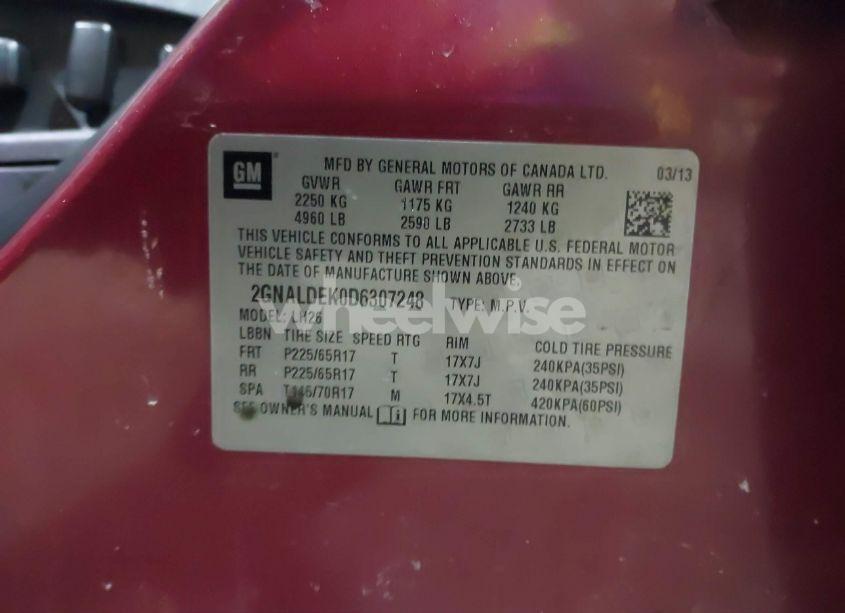 GM
MFD BY GENERAL MOTORS OF CANADA LTD. 03/13
GVWR GAWR FRT GAWR RR
2250 KG 1175 KG 1240 KG
4960 LB 2590 LB 2733 LB
THIS VEHICLE CONFORMS TO ALL APPLICABLE U.S. FEDERAL MOTOR
VEHICLE SAFETY AND THEFT PREVENTION STANDARDS IN EFFECT ON
THE DATE OF MANUFACTURE SHOWN ABOVE.
2GNALDEK0D6307248 TYPE: M.P.V.
wheelwise
MODEL: LH26
LBBN TIRE SIZE SPEED RTG RIM COLD TIRE PRESSURE
FRT P225/65R17 T 17X7J 240KPA(35PSI)
RR P225/65R17 T 17X7J 240KPA(35PSI)
SPA T145/70R17 M 17X4.5T 420KPA(60PSI)
SEE OWNER'S MANUAL FOR MORE INFORMATION.